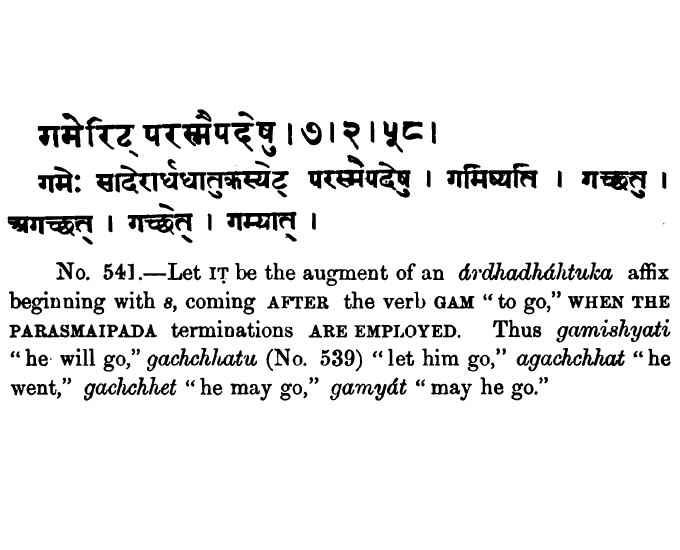 गमेरिट् परस्मैपदेषु । ७ । २ । ५८ ।
गमेः सादेरार्धधातुकस्येट् परस्मैपदेषु । गमिष्यति । गच्छतु ।
अगच्छत् । गच्छेत् । गम्यात् ।
No. 541.—Let IṬ be the augment of an árdhadháhtuka affix
beginning with s, coming AFTER the verb GAM “to go,” WHEN THE
PARASMAIPADA terminations ARE EMPLOYED. Thus gamishyati
“he will go,” gachchhatu (No. 539) “let him go,” agachchhat “he
went,” gachchhet “he may go,” gamyát “may he go.”